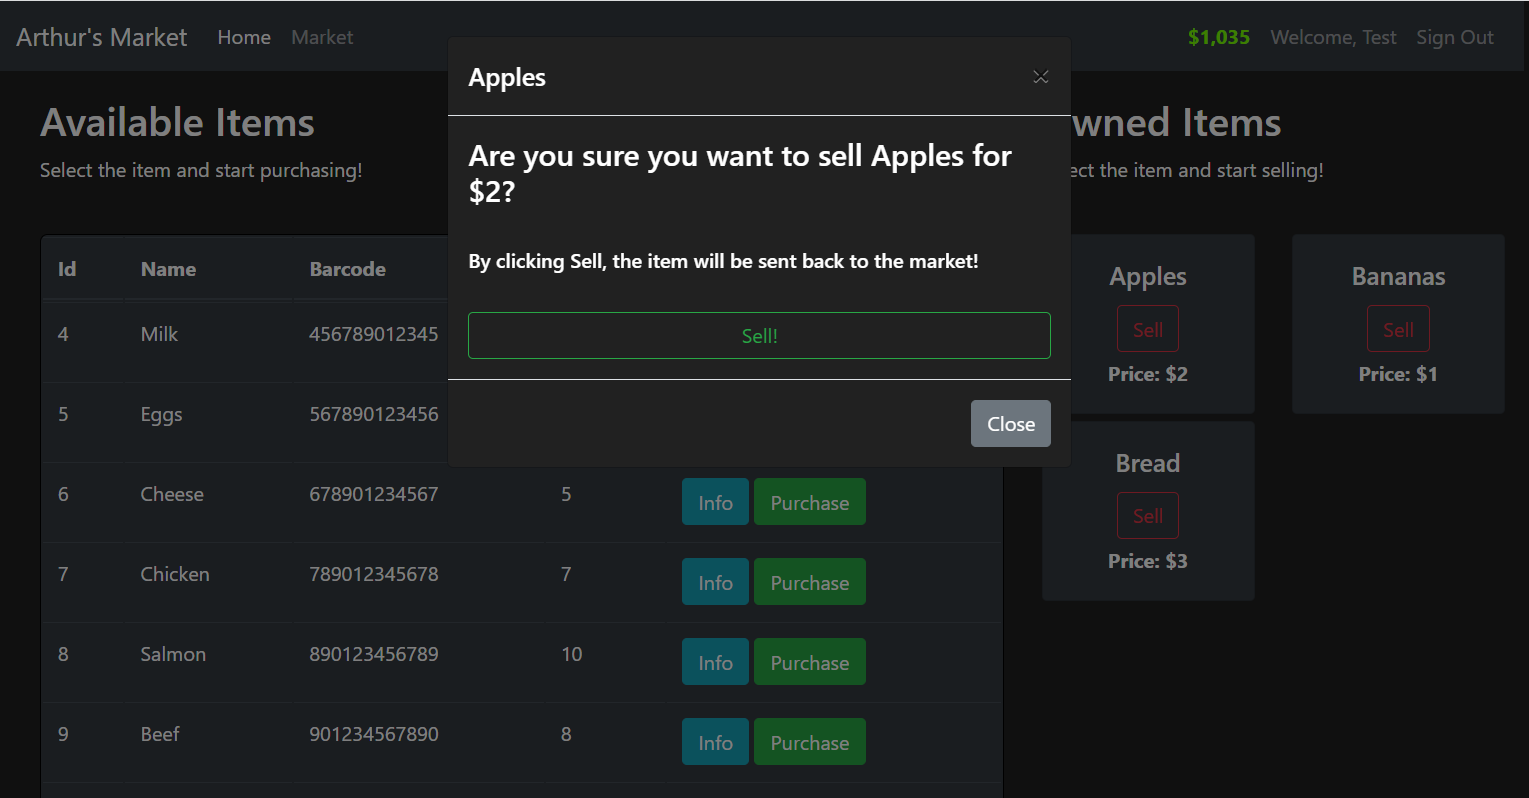 Arthur's Market Home Market $1,035 Welcome, Test Sign Out
Apples ×
Are you sure you want to sell Apples for
$2?
By clicking Sell, the item will be sent back to the market!
Sell!
Close
Available Items
Select the item and start purchasing!
Id Name Barcode
4 Milk 456789012345
5 Eggs 567890123456
6 Cheese 678901234567 5 Info Purchase
7 Chicken 789012345678 7 Info Purchase
8 Salmon 890123456789 10 Info Purchase
9 Beef 901234567890 8 Info Purchase
wned Items
ect the item and start selling!
Apples
Sell
Price: $2
Bananas
Sell
Price: $1
Bread
Sell
Price: $3